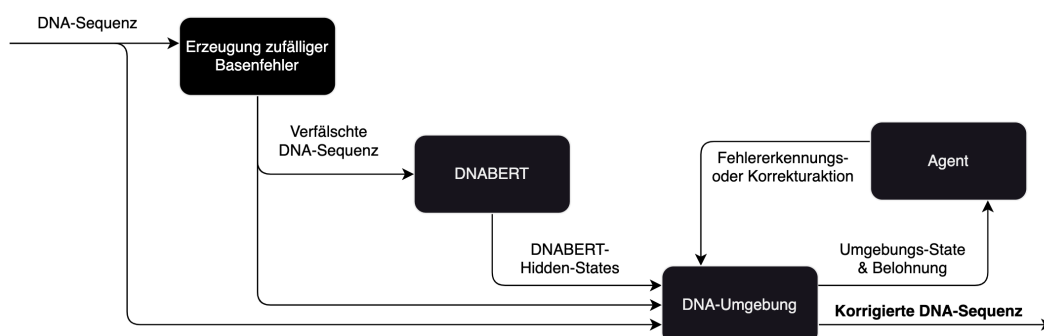 DNA-Sequenz
Erzeugung zufälliger
Basenfehler
Verfälschte
DNA-Sequenz
DNABERT
Fehlererkennungs-
oder Korrekturaktion
Agent
DNABERT-
Hidden-States
Umgebungs-State
& Belohnung
DNA-Umgebung
Korrigierte DNA-Sequenz